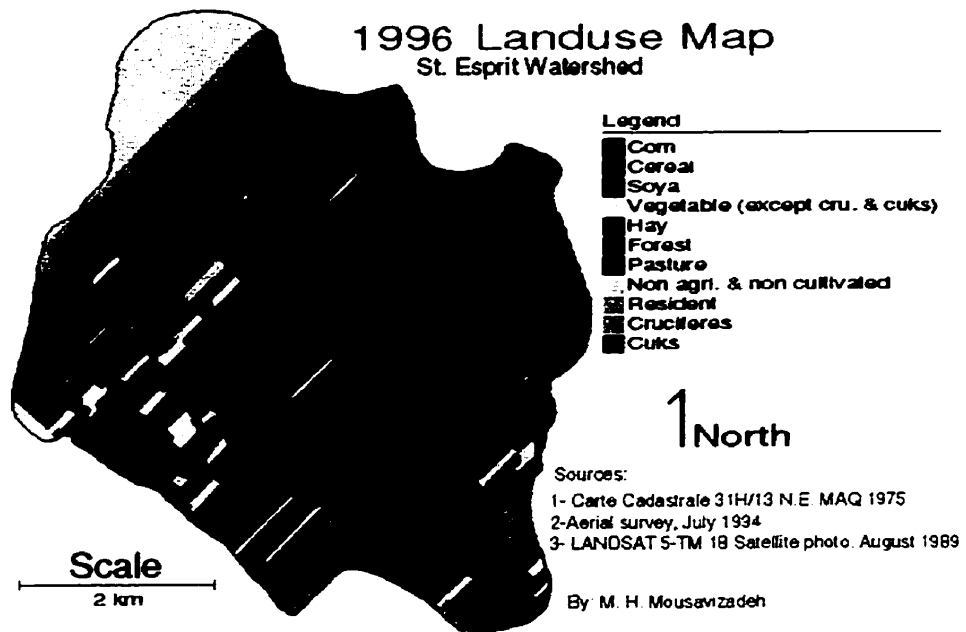 1996 Landuse Map
St. Esprit Watershed
Legend
Corn
Cereal
Soya
Vegetable (except cru. & cuks)
Hay
Forest
Pasture
Non agri. & non cultivated
Resident
Cruciferes
Cuks
North
Sources:
1- Carte Cadastrale 31H/13 N.E. MAQ 1975
2-Aerial survey, July 1994
3- LANDSAT 5-TM 18 Satellite photo. August 1989
Scale
2 km
By: M. H. Mousavizadeh